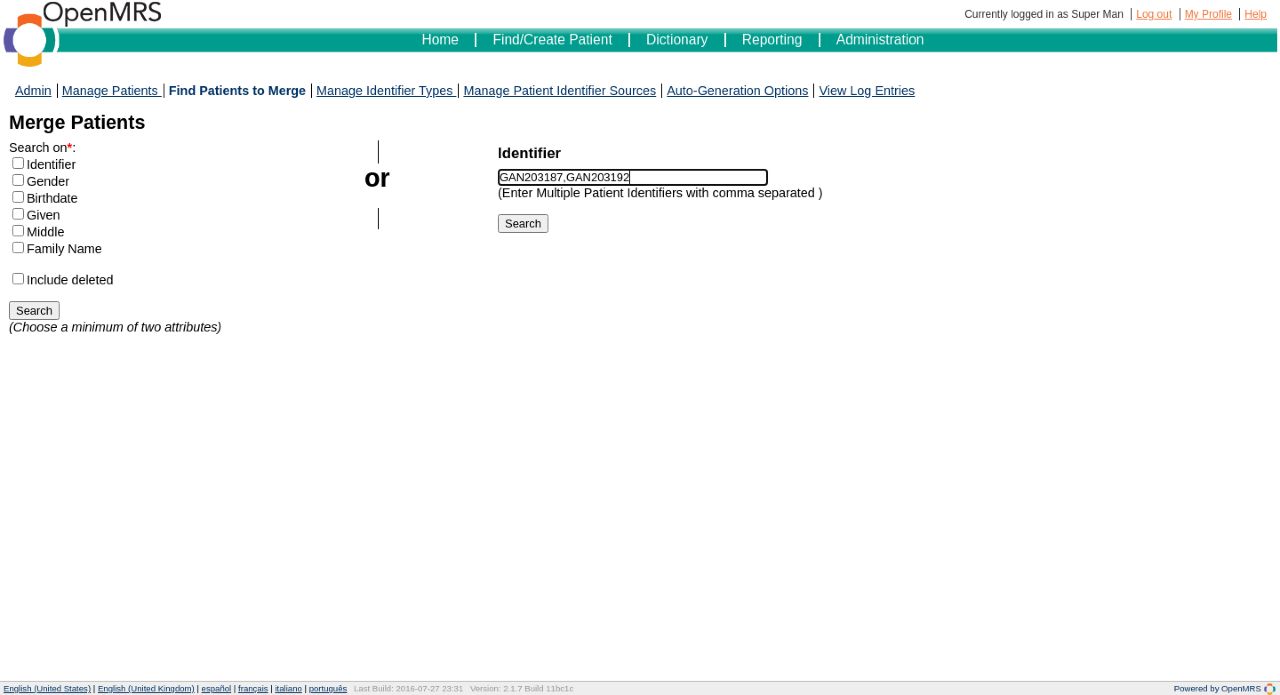 OpenMRS
Currently logged in as Super Man | Log out | My Profile | Help
Home | Find/Create Patient | Dictionary | Reporting | Administration
Admin | Manage Patients | Find Patients to Merge | Manage Identifier Types | Manage Patient Identifier Sources | Auto-Generation Options | View Log Entries
Merge Patients
Search on*:
Identifier
Gender
Birthdate
Given
Middle
Family Name
Include deleted
Search
(Choose a minimum of two attributes)
or
Identifier
GAN203187,GAN203192
(Enter Multiple Patient Identifiers with comma separated )
Search
English (United States) | English (United Kingdom) | español | français | italiano | português Last Build: 2016-07-27 23:31 Version: 2.1.7 Build 11bc1c
Powered by OpenMRS